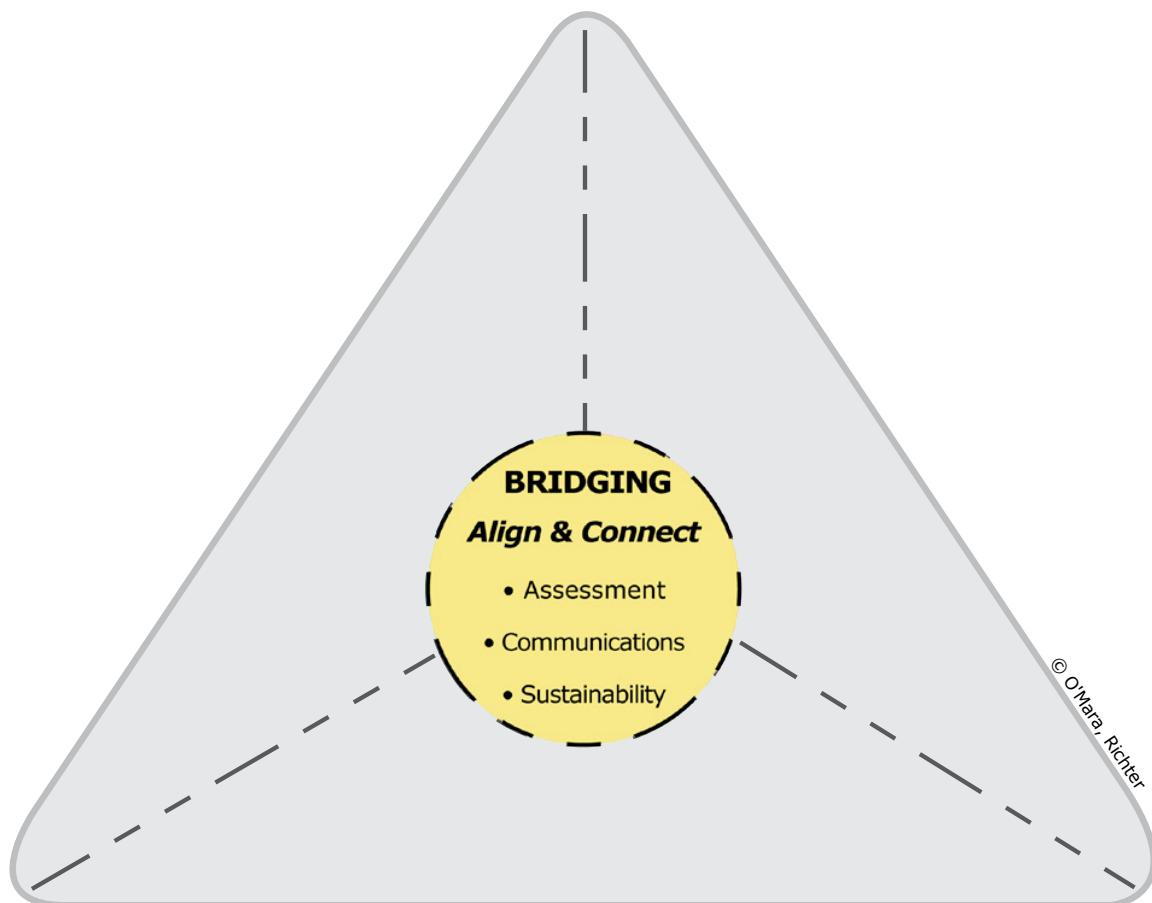 BRIDGING
Align & Connect
• Assessment
• Communications
• Sustainability
© O'Mara, Richter